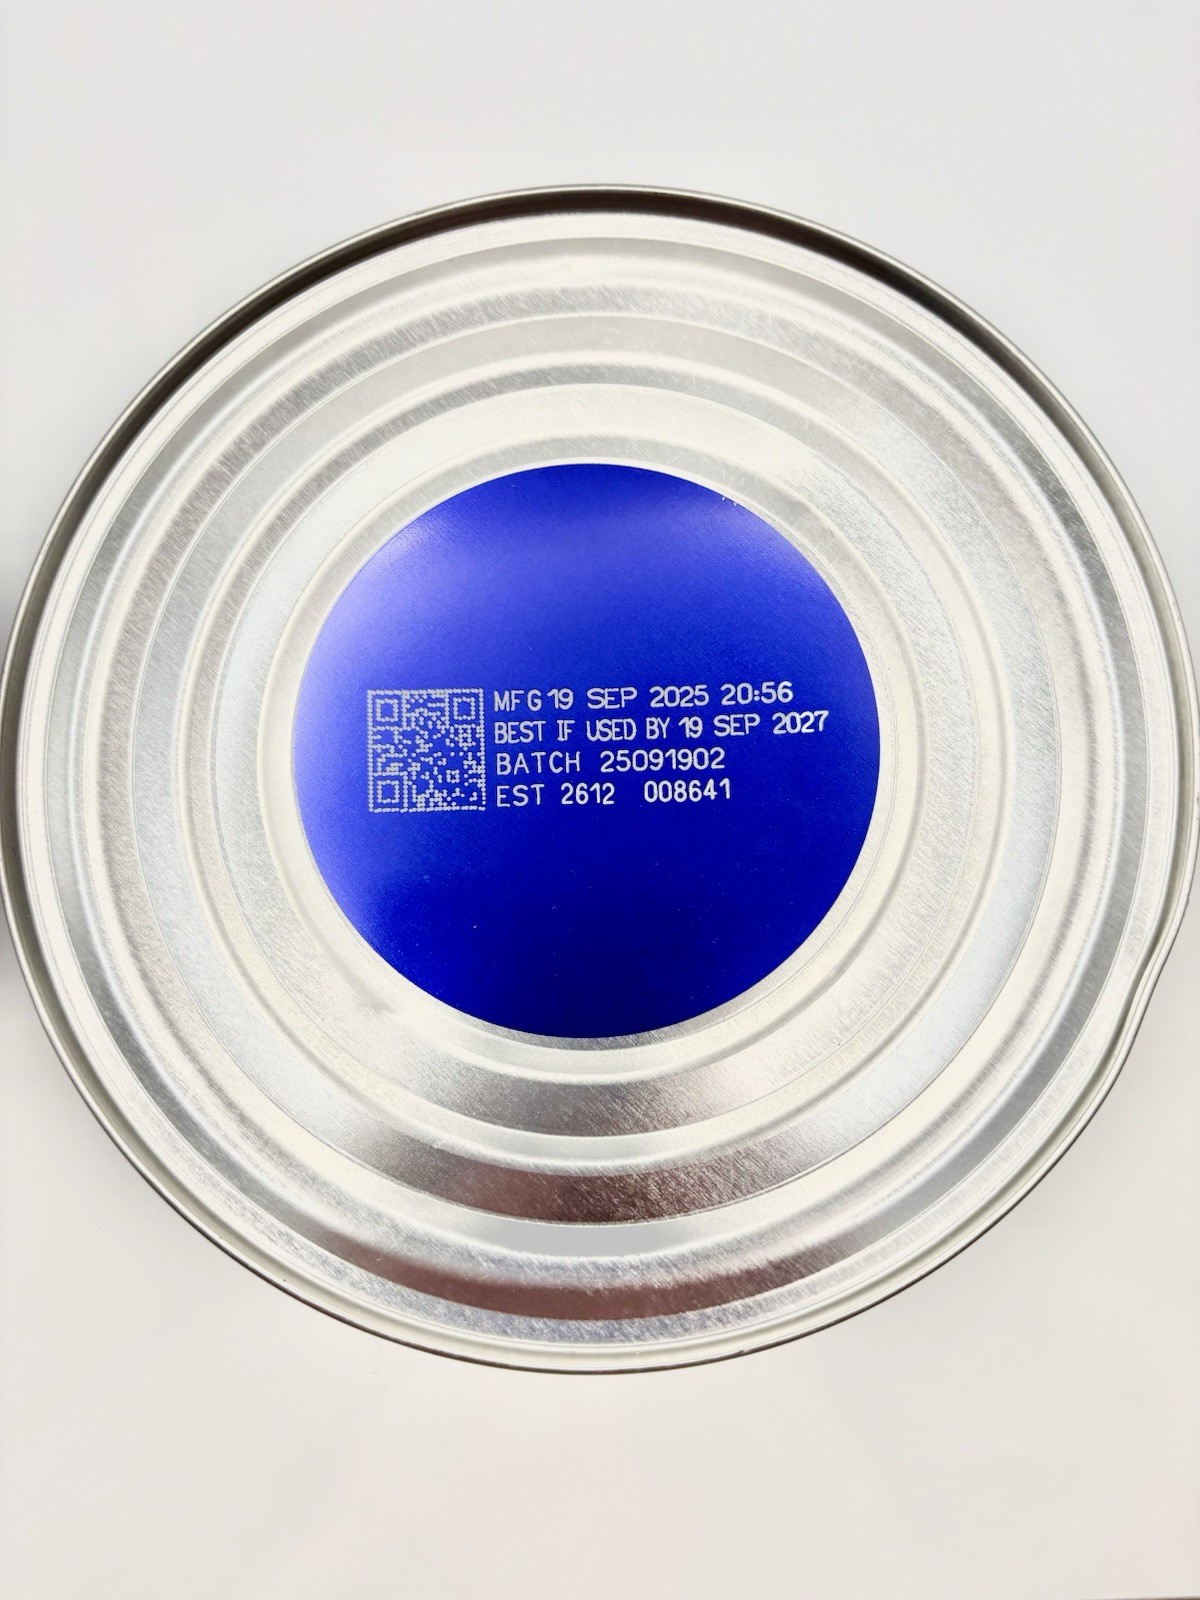 MFG 19 SEP 2025 20:56
BEST IF USED BY 19 SEP 2027
BATCH 25091902
EST 2612 008641